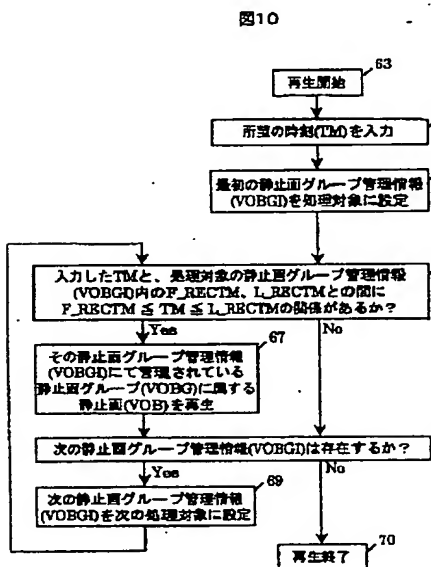 図10
63
再生開始
所望の時刻(TM)を入力
最初の静止画グループ管理情報
(VOBGI)を処理対象に設定
入力したTMと、処理対象の静止画グループ管理情報
(VOBGI)内のF_RECTM、L_RECTMとの間に
F_RECTM ≦ TM ≦ L_RECTMの関係があるか?
Yes
No
67
その静止画グループ管理情報
(VOBGI)にて管理されている
静止画グループ(VOBG)に関する
静止画(VOB)を再生
次の静止画グループ管理情報(VOBGI)は存在するか?
Yes
No
69
次の静止画グループ管理情報
(VOBGI)を次の処理対象に設定
70
再生終了